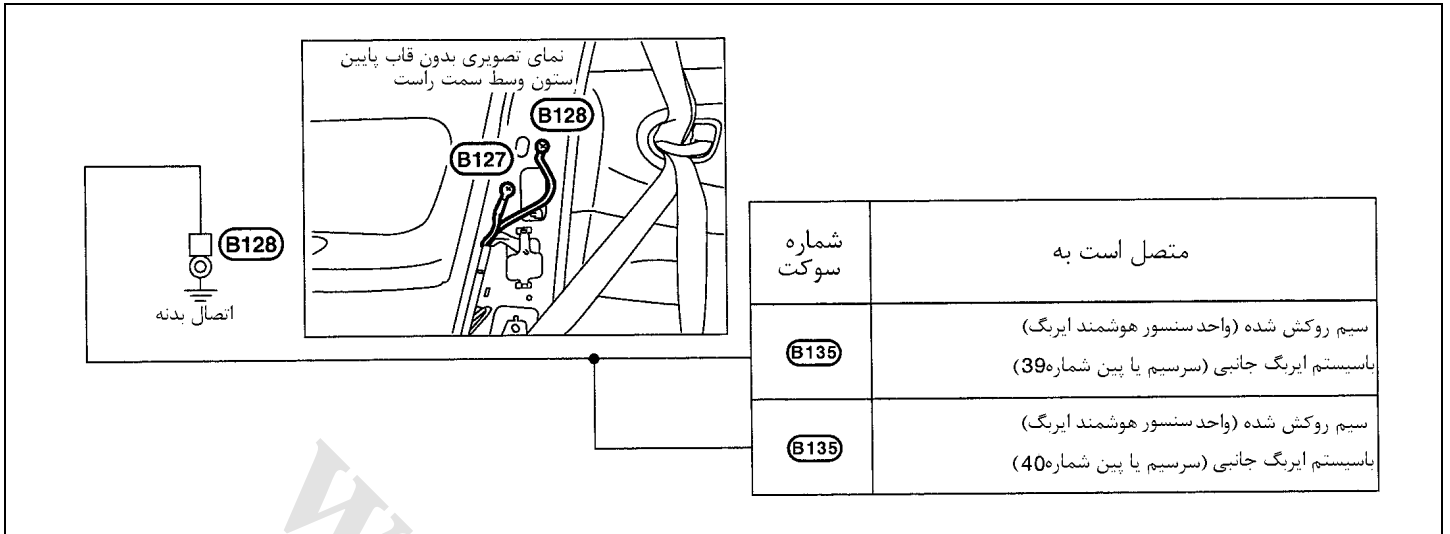 نمای تصویری بدون قاب پایین
ستون وسط سمت راست
B128
B127
B128
اتصال بدنه
شماره
سوکت
متصل است به
B135
سیم روکش شده (واحد سنسور هوشمند ایربگ)
باسیستم ایربگ جانبی (سرسیم یا پین شماره39)
B135
سیم روکش شده (واحد سنسور هوشمند ایربگ)
باسیستم ایربگ جانبی (سرسیم یا پین شماره40)